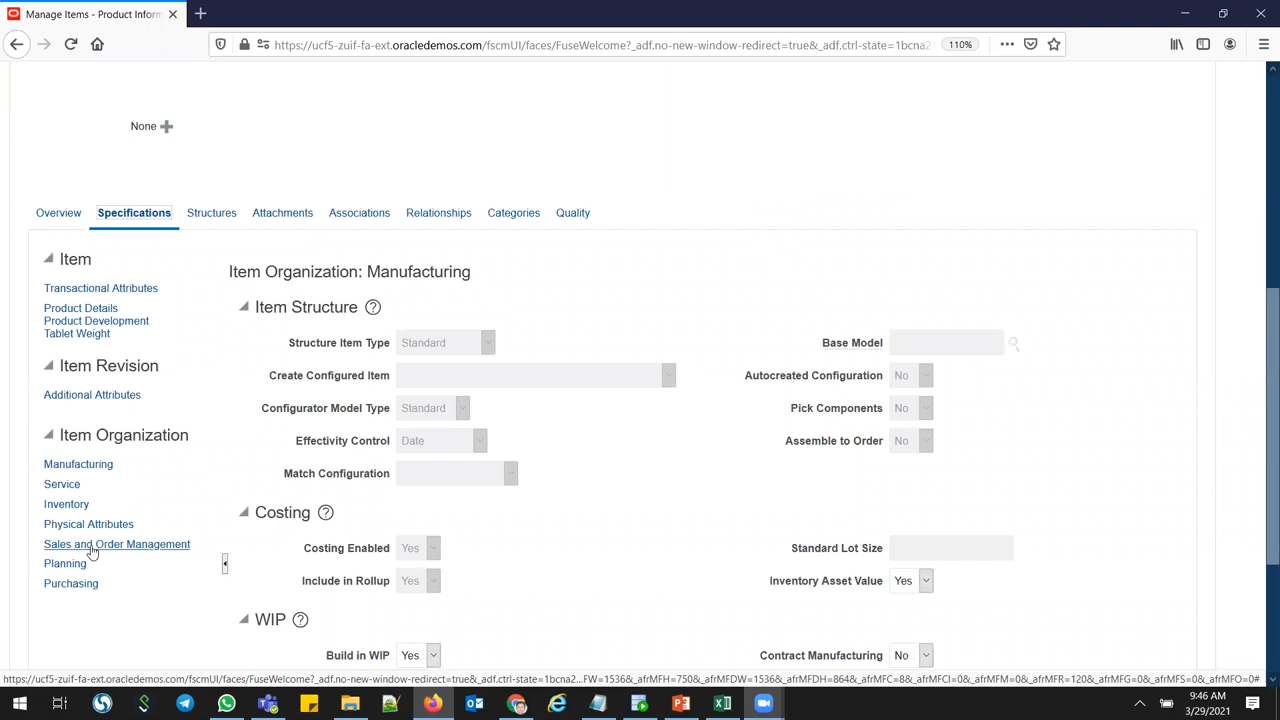 Manage Items - Product Inform
https://ucf5-zuif-fa-ext.oracledemos.com/fscmUI/faces/FuseWelcome?_adf.no-new-window-redirect=true&_adf.ctrl-state=1bcna2
110%
None
Overview Specifications Structures Attachments Associations Relationships Categories Quality
Item
Transactional Attributes
Product Details
Product Development
Tablet Weight
Item Revision
Additional Attributes
Item Organization
Manufacturing
Service
Inventory
Physical Attributes
Sales and Order Management
Planning
Purchasing
Item Organization: Manufacturing
Item Structure ?
Structure Item Type Standard Base Model
Create Configured Item Autocreated Configuration No
Configurator Model Type Standard Pick Components No
Effectivity Control Date Assemble to Order No
Match Configuration
Costing ?
Costing Enabled Yes Standard Lot Size
Include in Rollup Yes Inventory Asset Value Yes
WIP ?
Build in WIP Yes Contract Manufacturing No
https://ucf5-zuif-fa-ext.oracledemos.com/fscmUI/faces/FuseWelcome?_adf.no-new-window-redirect=true&_adf.ctrl-state=1bcna2...FW=1536&_afrMFH=750&_afrMFDW=1536&_afrMFDH=864&_afrMFC=8&_afrMFCI=0&_afrMFM=0&_afrMFR=120&_afrMFG=0&_afrMFS=0&_afrMFO=0#
9:46 AM
3/29/2021